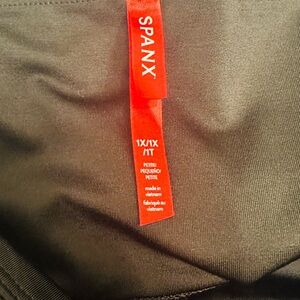 SPANX
1X/1X
/1T
PETITE/
PEQUEÑO/
PETITE
made in
vietnam
fabriqué au
vietnam